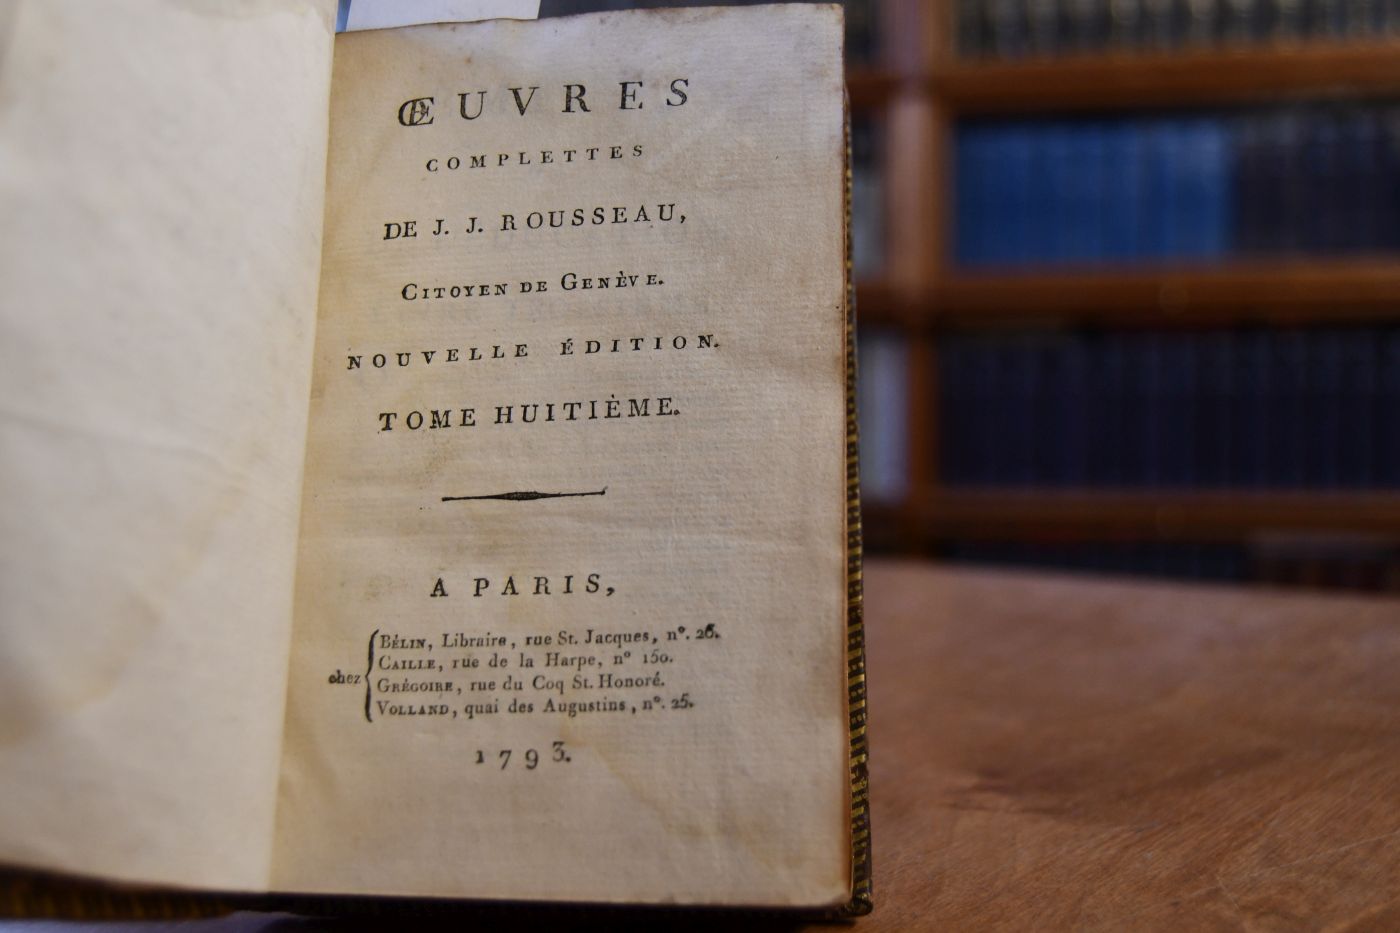 ŒUVRES
COMPLETTES
DE J. J. ROUSSEAU,
CITOYEN DE GENÈVE.
NOUVELLE ÉDITION.
TOME HUITIÈME.
A PARIS,
chez
BÉLIN, Libraire, rue St. Jacques, n°. 26.
CAILLE, rue de la Harpe, n° 150.
GRÉGOIRE, rue du Coq St. Honoré.
VOLLAND, quai des Augustins, n°. 25.
1793.